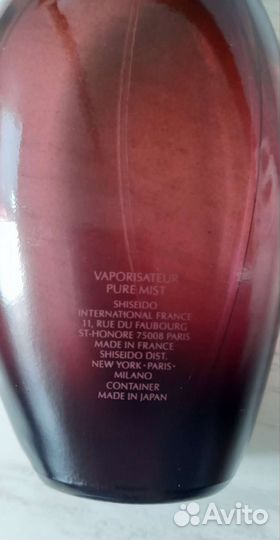 VAPORISATEUR
PURE MIST
SHISEIDO
INTERNATIONAL FRANCE
11, RUE DU FAUBOURG
ST-HONORE 75008 PARIS
MADE IN FRANCE
SHISEIDO DIST.
NEW YORK·PARIS·
MILANO
CONTAINER
MADE IN JAPAN
Avito